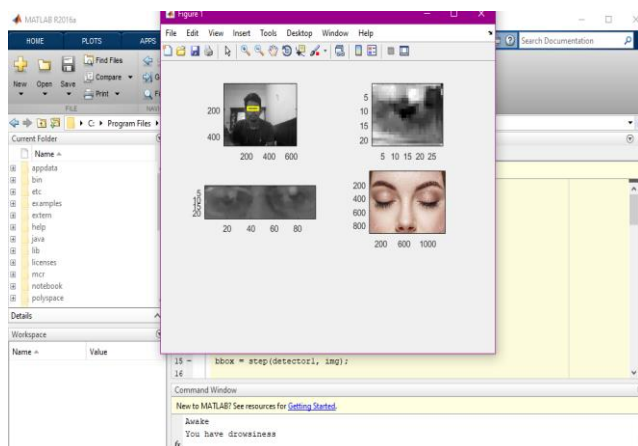 MATLAB R2016a
HOME PLOTS APPS
Search Documentation
New Open Save
Find Files
Compare
Print
FILE
C: ▸ Program Files ▸
Current Folder
Name
appdata
bin
etc
examples
extern
help
java
lib
licenses
mcr
notebook
polyspace
Details
Workspace
Name Value
Figure 1
File Edit View Insert Tools Desktop Window Help
200
400
200 400 600
5
10
15
20
5 10 15 20 25
20 40 60 80
200
400
600
800
200 600 1000
15 - bbox = step(detector1, img);
16
Command Window
New to MATLAB? See resources for Getting Started.
Awake
You have drowsiness
fx